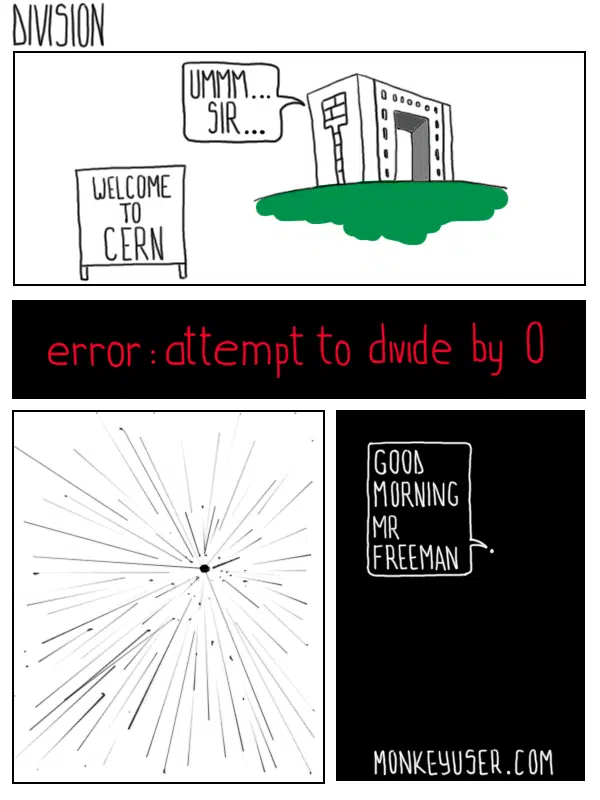 DIVISION
UMMM...
SIR...
WELCOME
TO
CERN
error: attempt to divide by 0
GOOD
MORNING
MR
FREEMAN
MONKEYUSER.COM